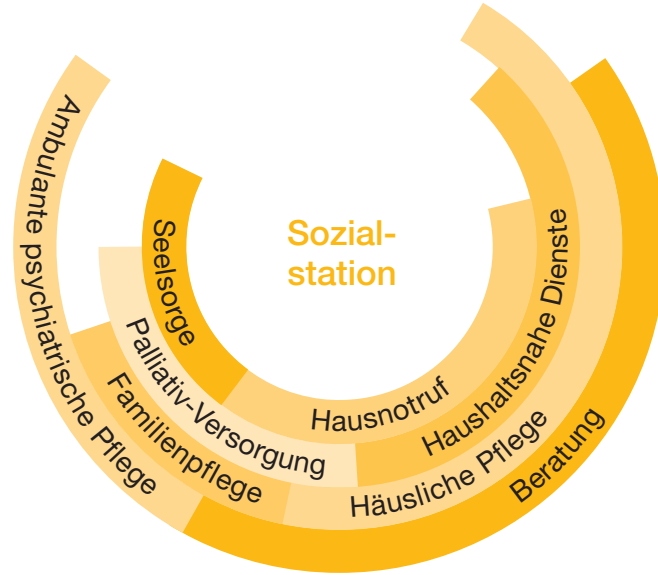 Sozial-
station
Seelsorge
Hausnotruf
Palliativ-Versorgung
Haushaltsnahe Dienste
Familienpflege
Häusliche Pflege
Ambulante psychiatrische Pflege
Beratung